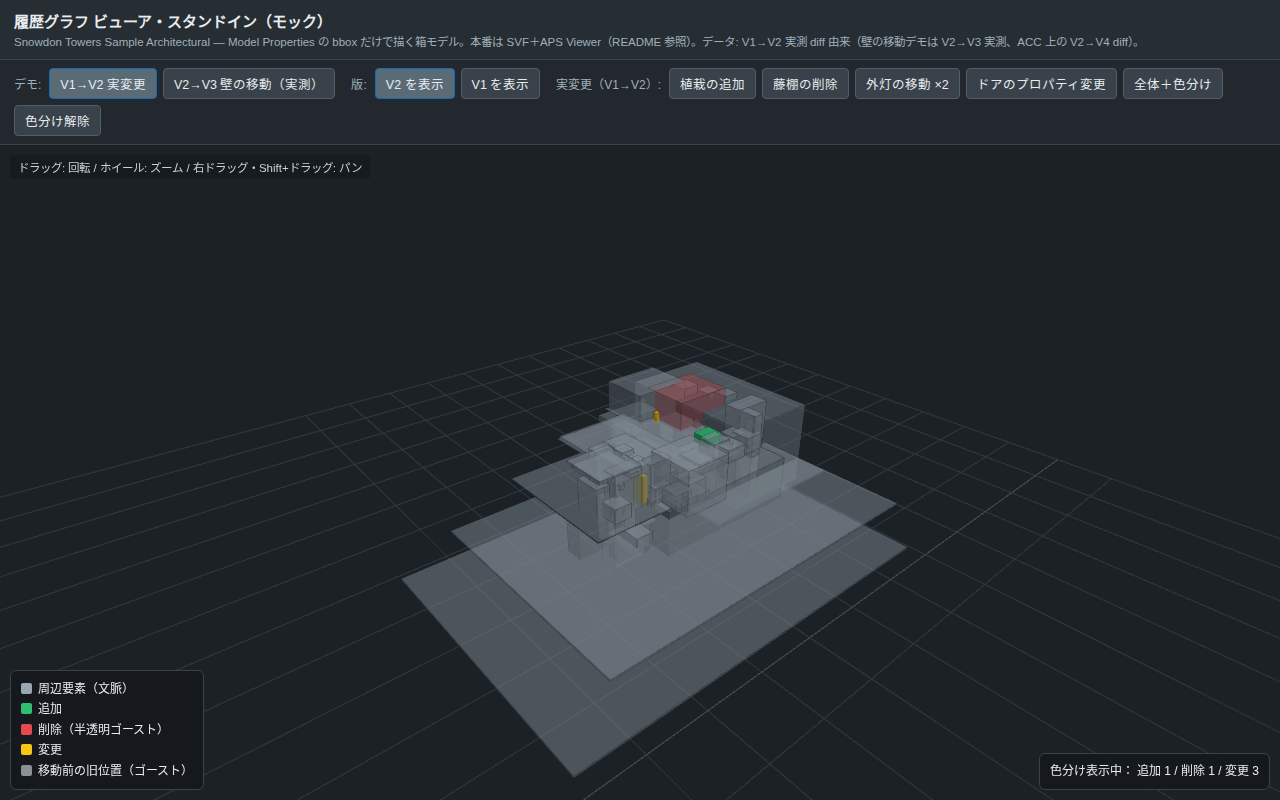 履歴グラフ ビューア・スタンドイン（モック）
Snowdon Towers Sample Architectural — Model Properties の bbox だけで描く箱モデル。本番は SVF＋APS Viewer（README 参照）。データ: V1→V2 実測 diff 由来（壁の移動デモは V2→V3 実測、ACC 上の V2→V4 diff）。
デモ: V1→V2 実変更 V2→V3 壁の移動（実測） 版: V2 を表示 V1 を表示 実変更（V1→V2）: 植栽の追加 藤棚の削除 外灯の移動 ×2 ドアのプロパティ変更 全体＋色分け
色分け解除
ドラッグ: 回転 / ホイール: ズーム / 右ドラッグ・Shift+ドラッグ: パン
周辺要素（文脈）
追加
削除（半透明ゴースト）
変更
移動前の旧位置（ゴースト）
色分け表示中： 追加 1 / 削除 1 / 変更 3